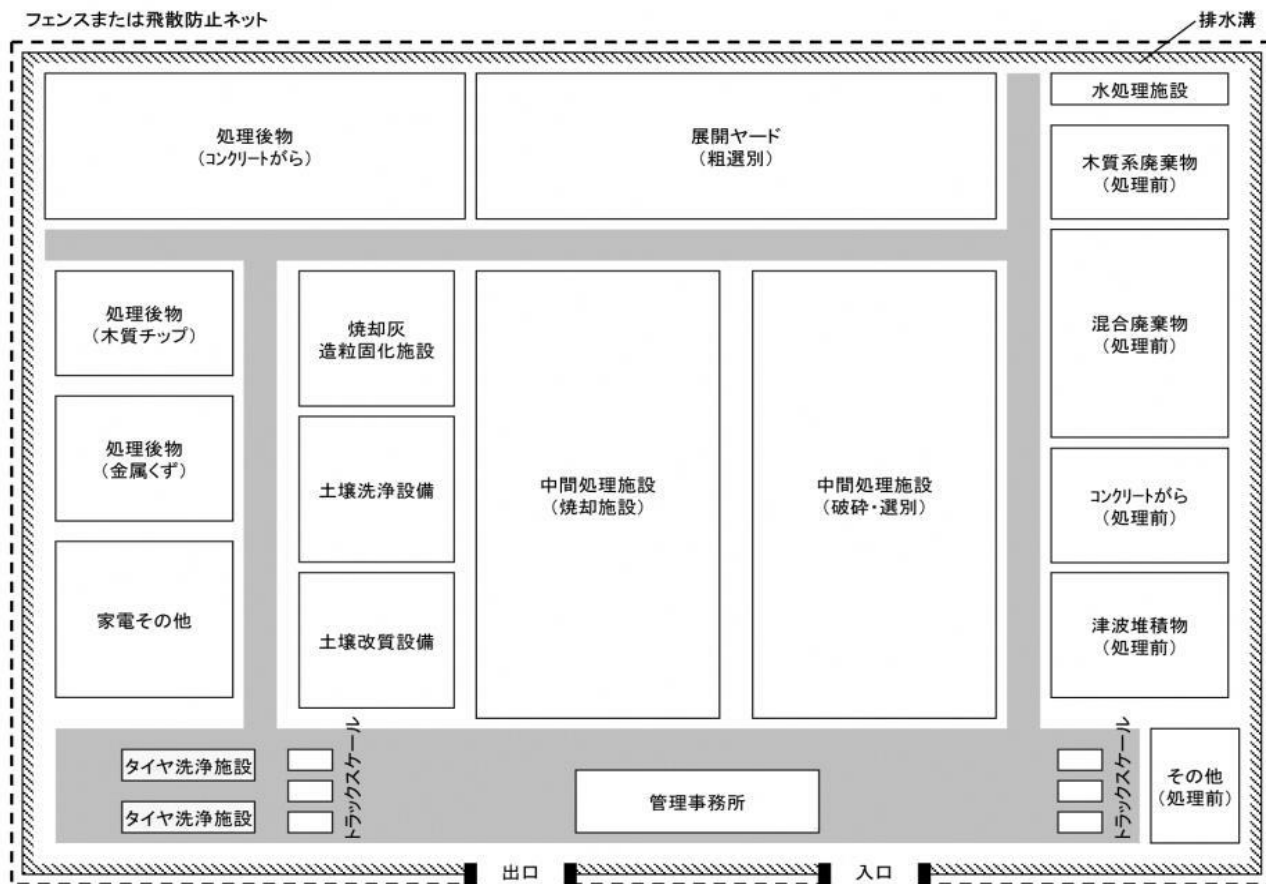 フェンスまたは飛散防止ネット
排水溝
処理後物
（コンクリートがら）
展開ヤード
（粗選別）
水処理施設
木質系廃棄物
（処理前）
処理後物
（木質チップ）
焼却灰
造粒固化施設
混合廃棄物
（処理前）
処理後物
（金属くず）
土壌洗浄設備
中間処理施設
（焼却施設）
中間処理施設
（破砕・選別）
コンクリートがら
（処理前）
家電その他
土壌改質設備
津波堆積物
（処理前）
タイヤ洗浄施設
タイヤ洗浄施設
トラックスケール
管理事務所
トラックスケール
その他
（処理前）
出口
入口